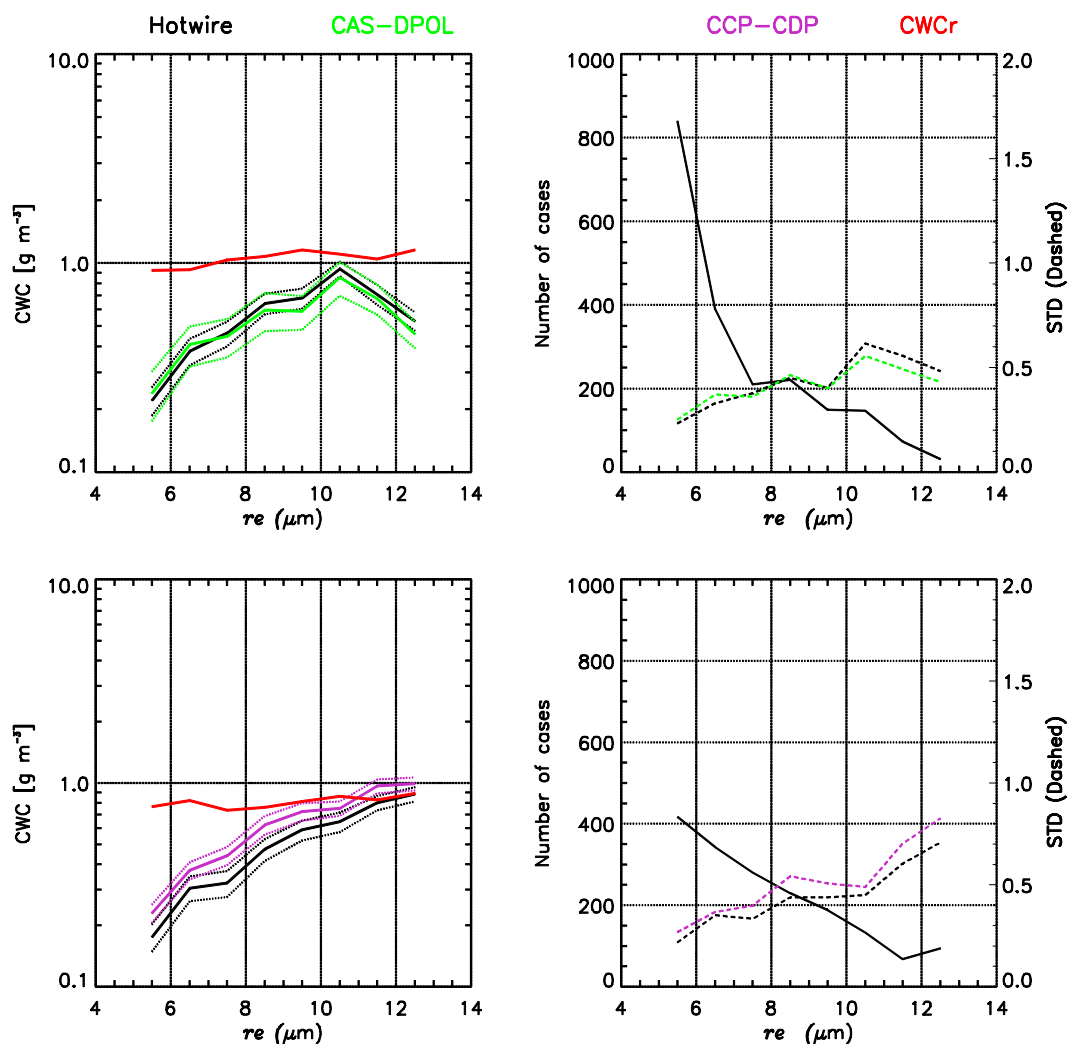 Hotwire CAS-DPOL CCP-CDP CWCr
10.0
1.0
0.1
CWC [g m⁻³]
4 6 8 10 12 14
re (μm)
1000
800
600
400
200
0
Number of cases
2.0
1.5
1.0
0.5
0.0
STD (Dashed)
4 6 8 10 12 14
re (μm)
10.0
1.0
0.1
CWC [g m⁻³]
4 6 8 10 12 14
re (μm)
1000
800
600
400
200
0
Number of cases
2.0
1.5
1.0
0.5
0.0
STD (Dashed)
4 6 8 10 12 14
re (μm)